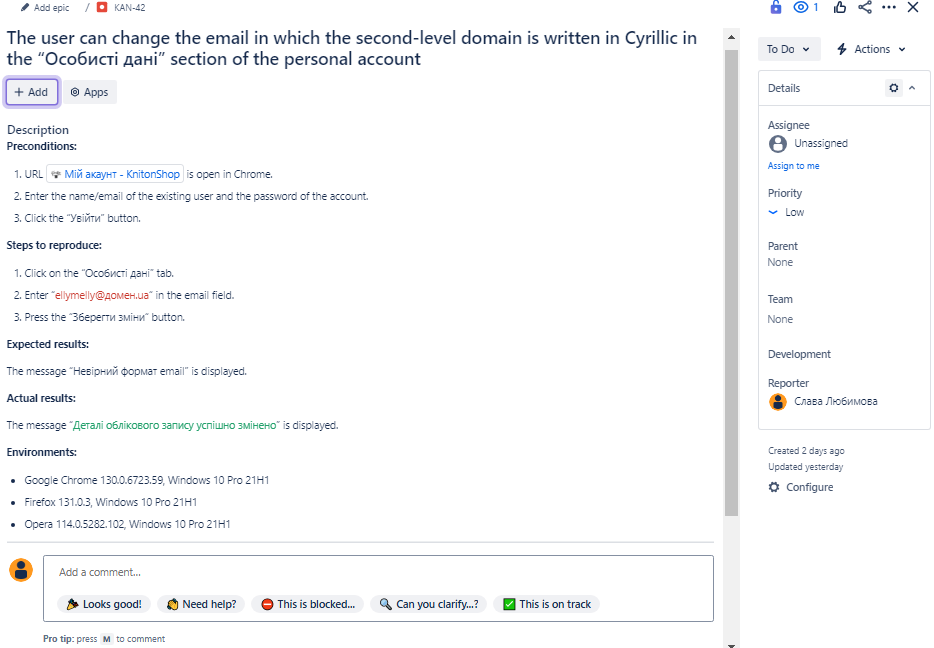 Add epic / KAN-42
1
The user can change the email in which the second-level domain is written in Cyrillic in
the “Особисті дані” section of the personal account
To Do
Actions
+ Add
Apps
Details
Description
Preconditions:
1. URL Мій акаунт - KnitonShop is open in Chrome.
2. Enter the name/email of the existing user and the password of the account.
3. Click the “Увійти” button.
Steps to reproduce:
1. Click on the “Особисті дані” tab.
2. Enter “ellymelly@домен.ua” in the email field.
3. Press the “Зберегти зміни” button.
Expected results:
The message “Невірний формат email” is displayed.
Actual results:
The message “Деталі облікового запису успішно змінено” is displayed.
Environments:
• Google Chrome 130.0.6723.59, Windows 10 Pro 21H1
• Firefox 131.0.3, Windows 10 Pro 21H1
• Opera 114.0.5282.102, Windows 10 Pro 21H1
Assignee
Unassigned
Assign to me
Priority
Low
Parent
None
Team
None
Development
Reporter
Слава Любимова
Created 2 days ago
Updated yesterday
Configure
Add a comment...
Looks good!
Need help?
This is blocked...
Can you clarify...?
This is on track
Pro tip: press M to comment